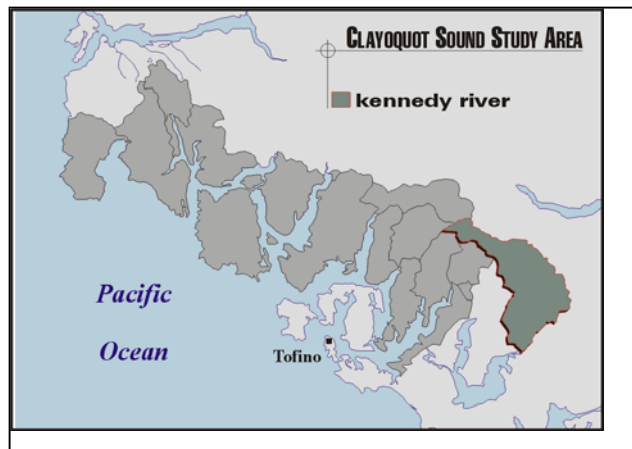 CLAYOQUOT SOUND STUDY AREA
kennedy river
Pacific
Ocean
Tofino